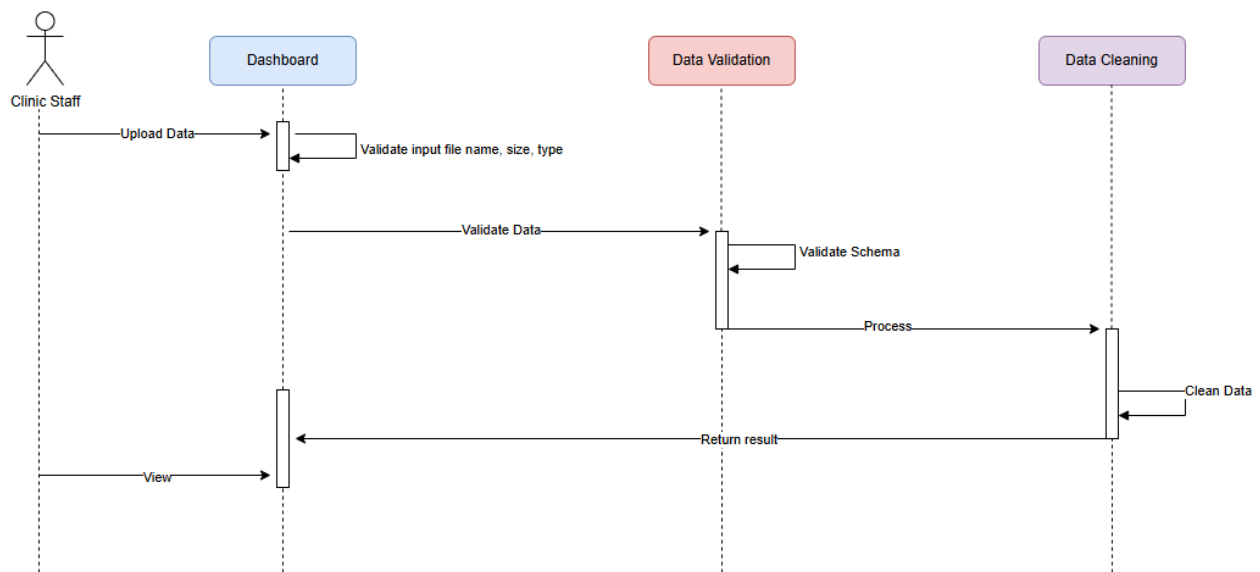 Clinic Staff
Dashboard
Data Validation
Data Cleaning
Upload Data
Validate input file name, size, type
Validate Data
Validate Schema
Process
Clean Data
Return result
View